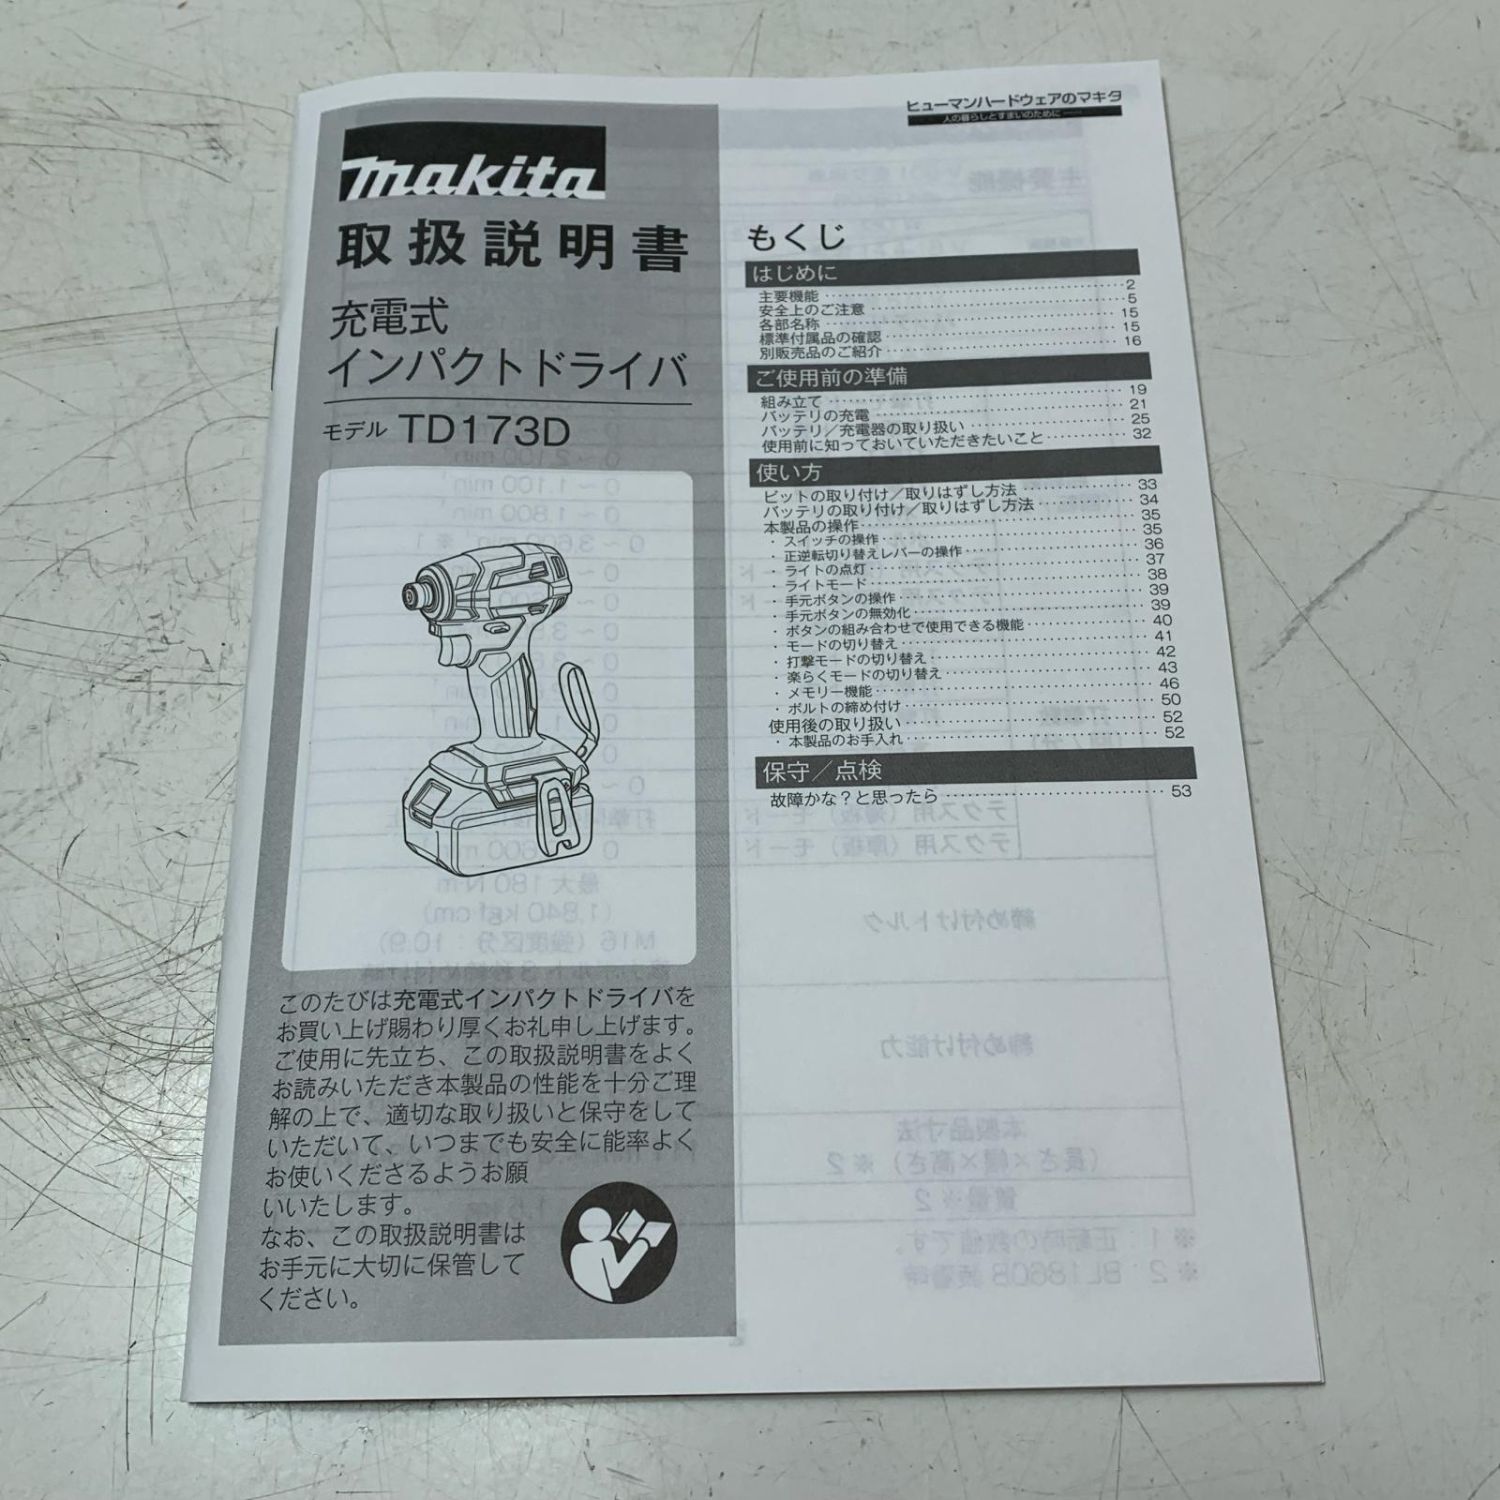 makita
取扱説明書
充電式
インパクトドライバ
モデル TD173D
このたびは充電式インパクトドライバを
お買い上げ賜わり厚くお礼申し上げます。
ご使用に先立ち、この取扱説明書をよく
お読みいただき本製品の性能を十分ご理
解の上で、適切な取り扱いと保守をして
いただいて、いつまでも安全に能率よく
お使いくださるようお願
いいたします。
なお、この取扱説明書は
お手元に大切に保管して
ください。
ヒューマンハードウェアのマキタ
人の暮らしとすまいのために
もくじ
はじめに
主要機能 2
安全上のご注意 5
各部名称 15
標準付属品の確認 15
別販売品のご紹介 16
ご使用前の準備
組み立て 19
バッテリの充電 21
バッテリ／充電器の取り扱い 25
使用前に知っておいていただきたいこと 32
使い方
ビットの取り付け／取りはずし方法 33
バッテリの取り付け／取りはずし方法 34
本製品の操作 35
・スイッチの操作 35
・正逆転切り替えレバーの操作 36
・ライトの点灯 37
・ライトモード 38
・手元ボタンの操作 39
・手元ボタンの無効化 39
・ボタンの組み合わせで使用できる機能 40
・モードの切り替え 41
・打撃モードの切り替え 42
・楽らくモードの切り替え 43
・メモリー機能 46
・ボルトの締め付け 50
使用後の取り扱い 52
・本製品のお手入れ 52
保守／点検
故障かな？と思ったら 53